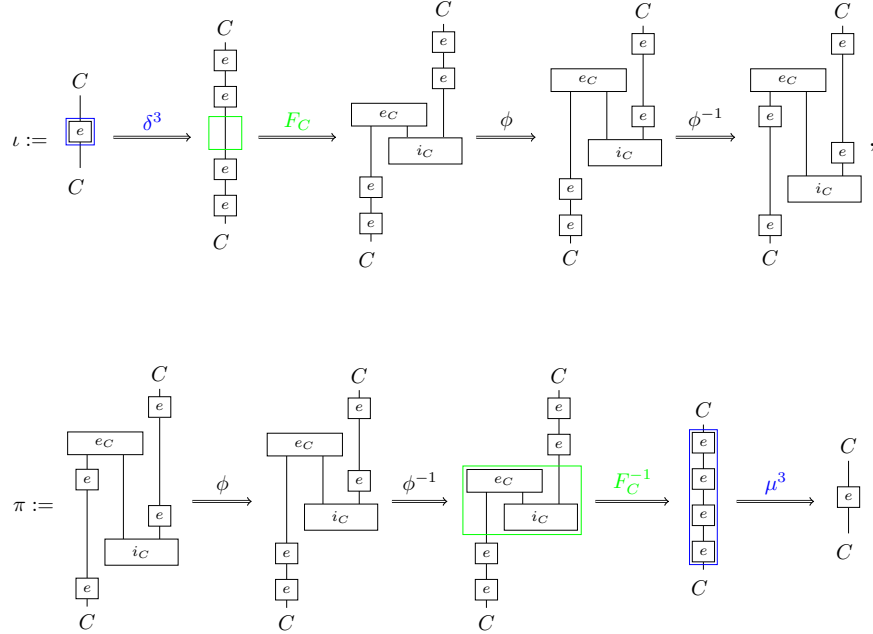 C C C
C e e e
e
C e e_C e_C
e e_C e e
ι := e δ³ F_C φ φ⁻¹ ,
i_C i_C e
e
C e e e i_C
e e e e
C C C C
C C C
e e e
C
e_C e_C e e C
e e e_C e
π := φ φ⁻¹ F_C⁻¹ μ³ e
e i_C i_C e
i_C e e e C
e e e C
C C C